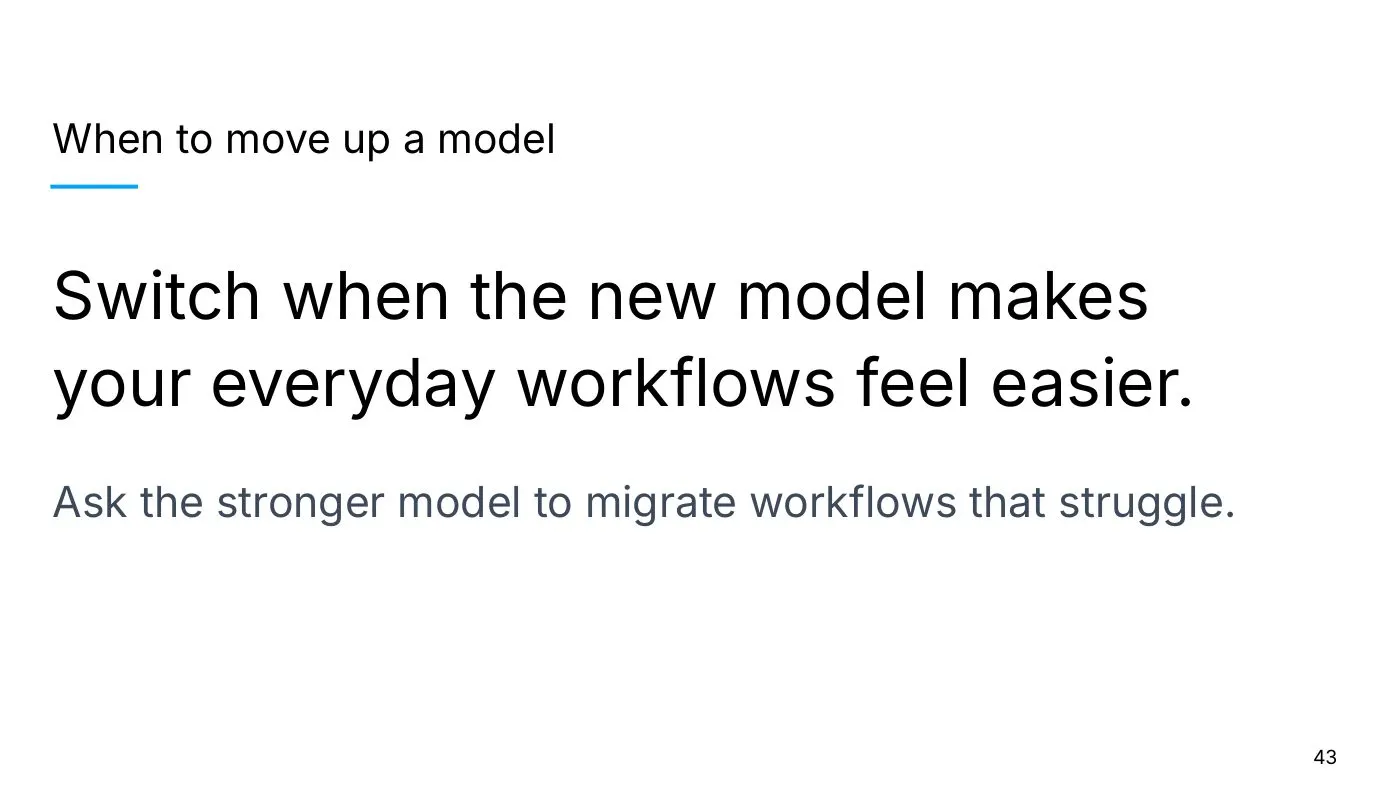 When to move up a model
Switch when the new model makes
your everyday workflows feel easier.
Ask the stronger model to migrate workflows that struggle.
43